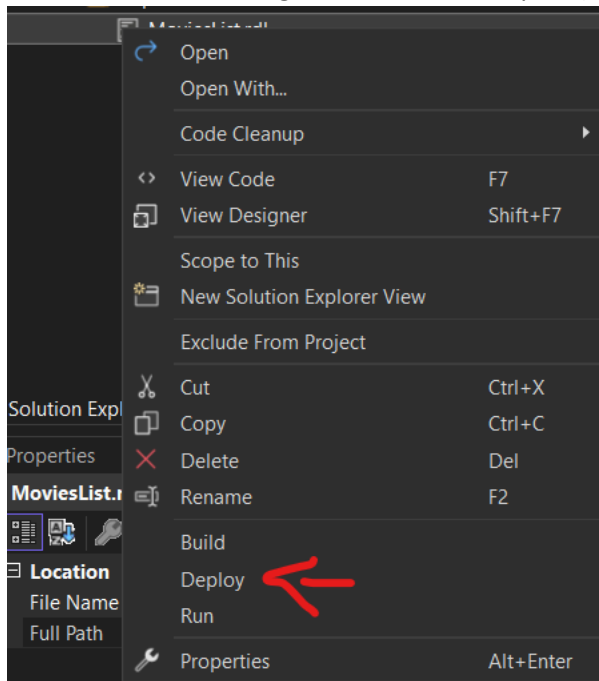 MoviesList.rdl
Open
Open With...
Code Cleanup
View Code F7
View Designer Shift+F7
Scope to This
New Solution Explorer View
Exclude From Project
Cut Ctrl+X
Solution Expl
Copy Ctrl+C
Properties
Delete Del
MoviesList.r
Rename F2
Build
Location
Deploy
File Name
Run
Full Path
Properties Alt+Enter